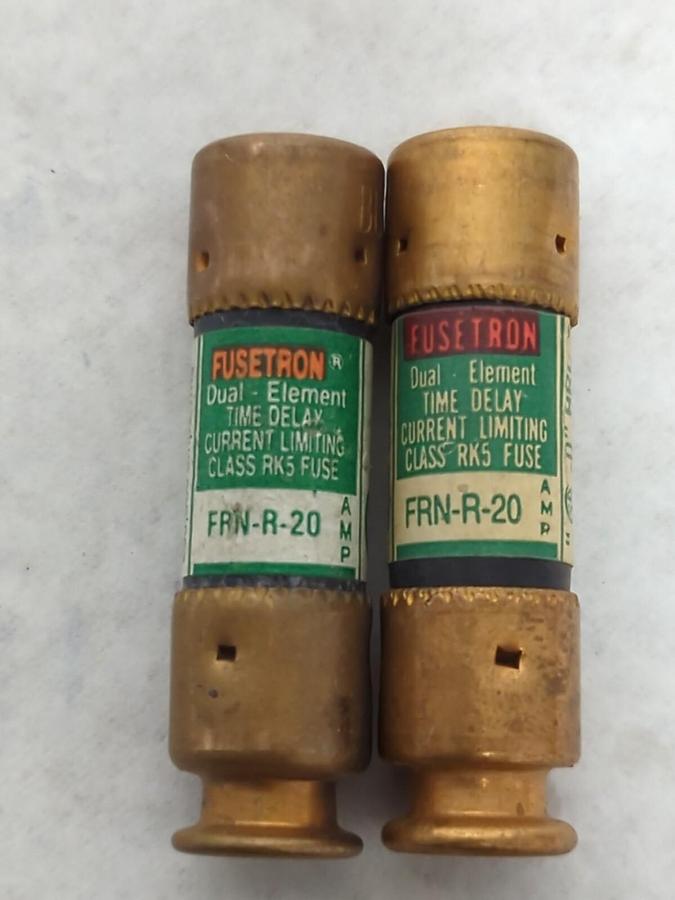 FUSETRON®
Dual - Element
TIME DELAY
CURRENT LIMITING
CLASS RK5 FUSE
FRN-R-20
AMP
FUSETRON
Dual - Element
TIME DELAY
CURRENT LIMITING
CLASS RK5 FUSE
FRN-R-20
AMP